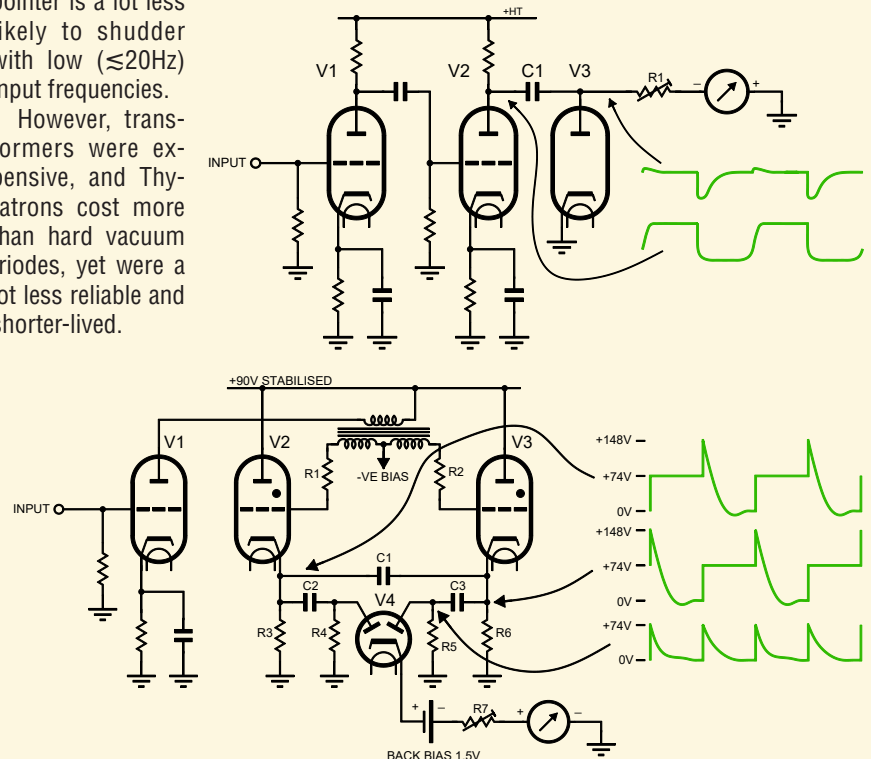 pointer is a lot less
likely to shudder
with low (≲20Hz)
input frequencies.
However, trans-
formers were ex-
pensive, and Thy-
ratrons cost more
than hard vacuum
triodes, yet were a
lot less reliable and
shorter-lived.
+HT
V1
V2
C1
V3
R1
–
+
INPUT
+90V STABILISED
V1
V2
V3
R1
-VE BIAS
R2
INPUT
C1
C2
V4
C3
R3
R4
R5
R6
+
–
R7
+
–
BACK BIAS 1.5V
+148V
+74V
0V
+148V
+74V
0V
+74V
0V